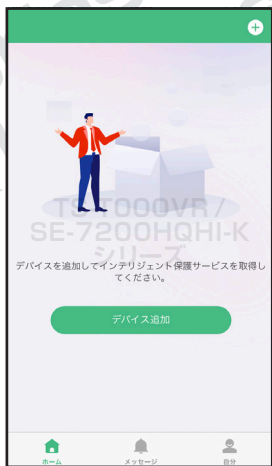 TS-7000VR /
SE-7200HQHI-K
シリーズ
デバイスを追加してインテリジェント保護サービスを取得し
てください。
デバイス追加
ホーム
メッセージ
自分